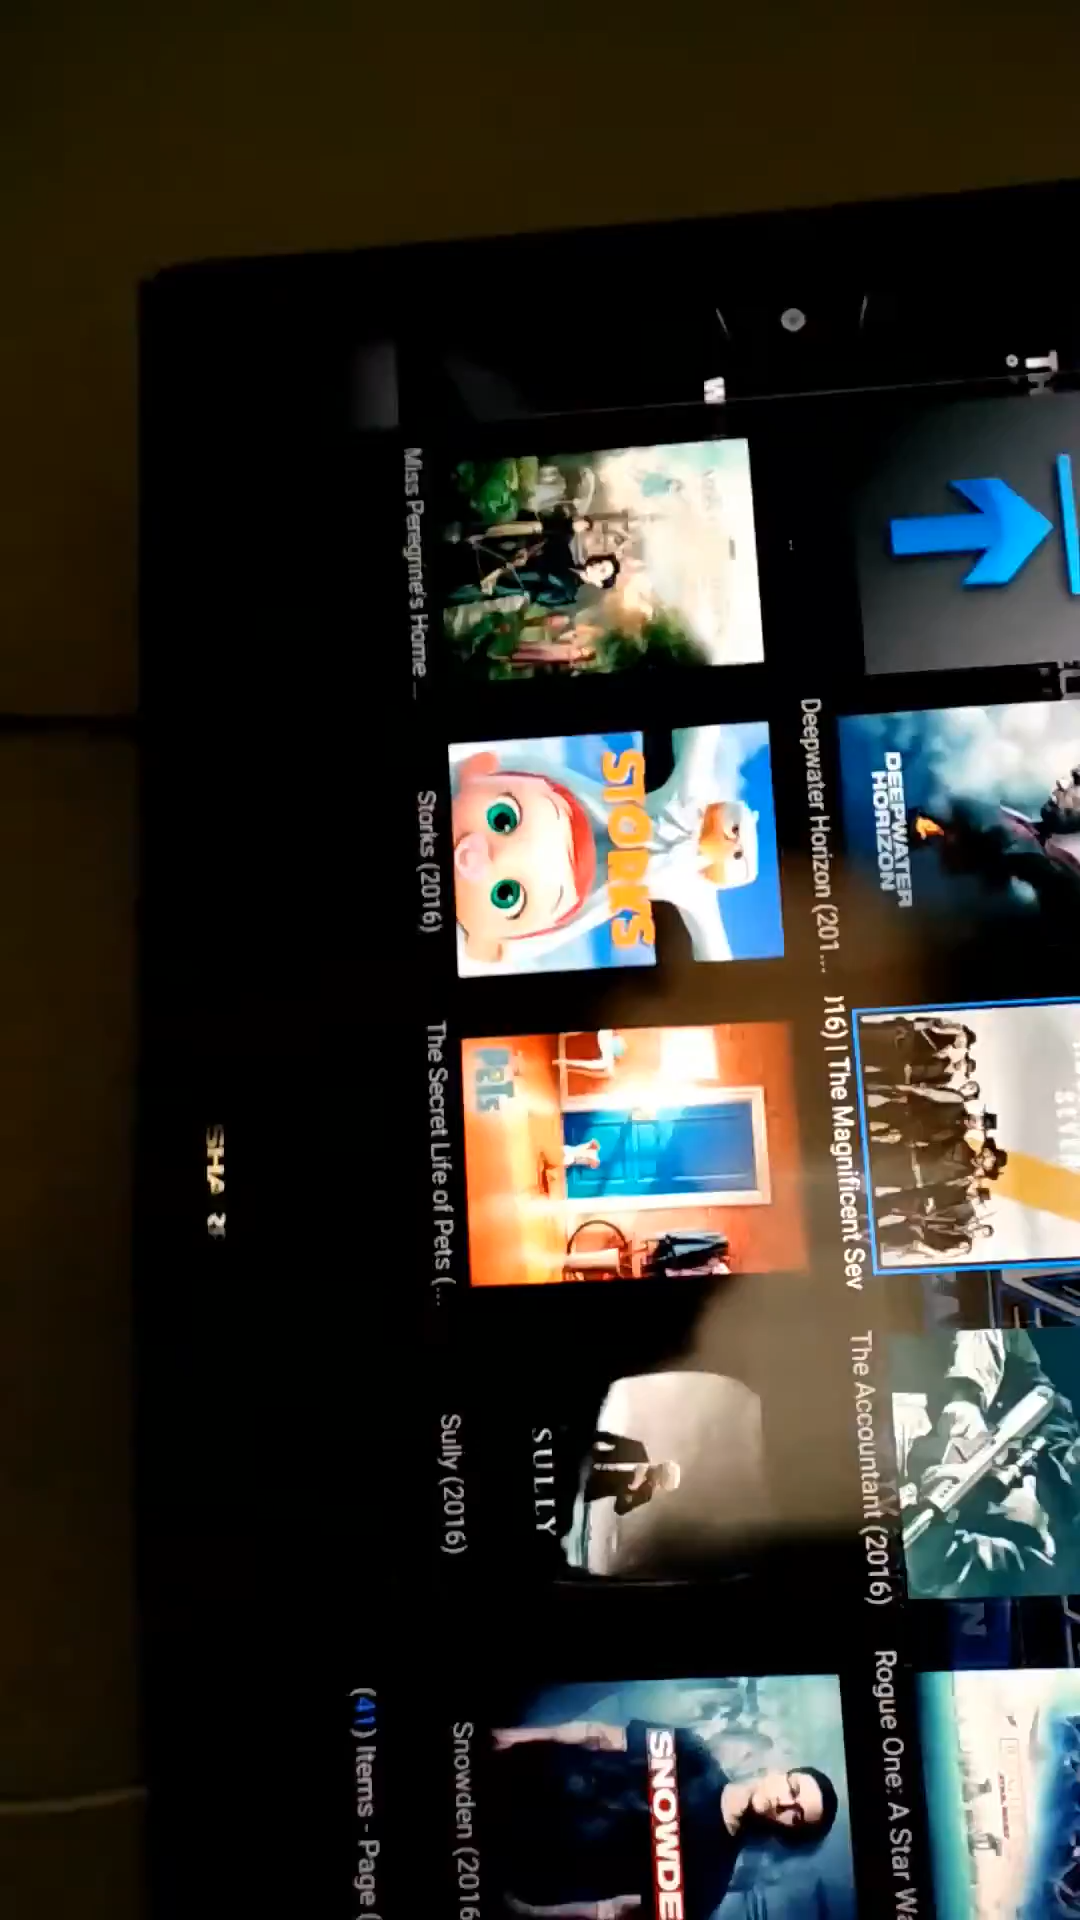 DEEPWATER
HORIZON
Deepwater Horizon (201...
)16) | The Magnificent Sev
The Accountant (2016)
Rogue One: A Star Wa
STORKS
PETS
SULLY
SNOWDE
Miss Peregrine's Home ...
Storks (2016)
The Secret Life of Pets (...
Sully (2016)
Snowden (2016
(41) Items - Page (